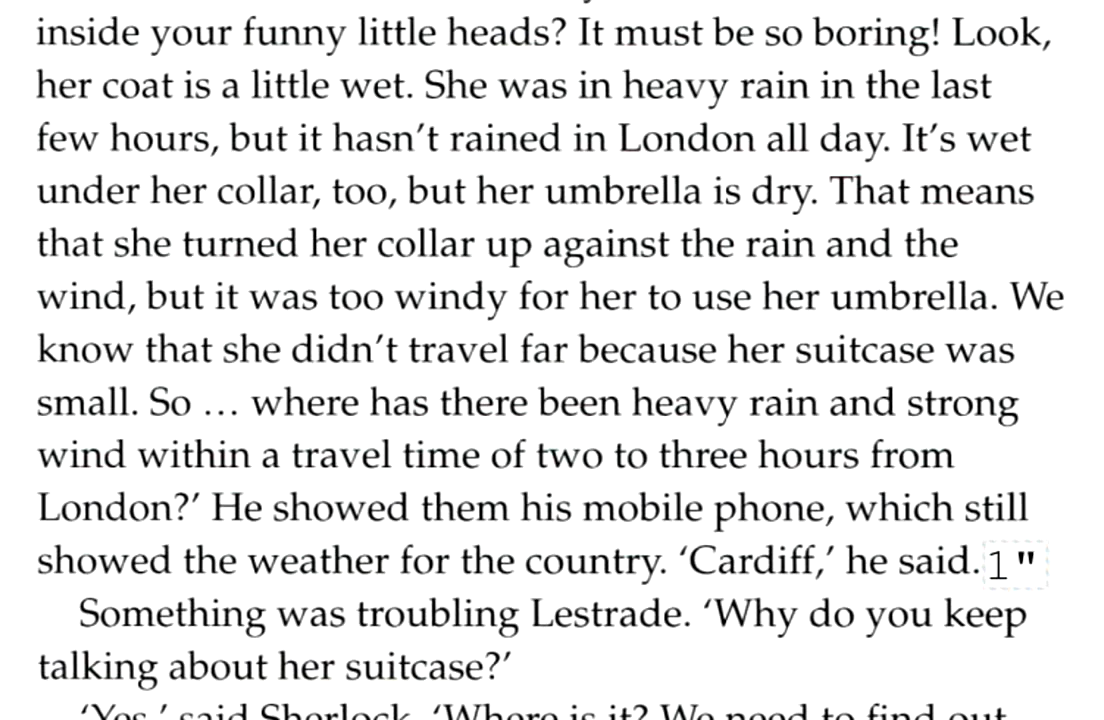 inside your funny little heads? It must be so boring! Look,
her coat is a little wet. She was in heavy rain in the last
few hours, but it hasn’t rained in London all day. It’s wet
under her collar, too, but her umbrella is dry. That means
that she turned her collar up against the rain and the
wind, but it was too windy for her to use her umbrella. We
know that she didn’t travel far because her suitcase was
small. So … where has there been heavy rain and strong
wind within a travel time of two to three hours from
London?’ He showed them his mobile phone, which still
showed the weather for the country. ‘Cardiff,’ he said. 1"
Something was troubling Lestrade. ‘Why do you keep
talking about her suitcase?’
‘Yes,’ said Sherlock. ‘Where is it? We need to find out